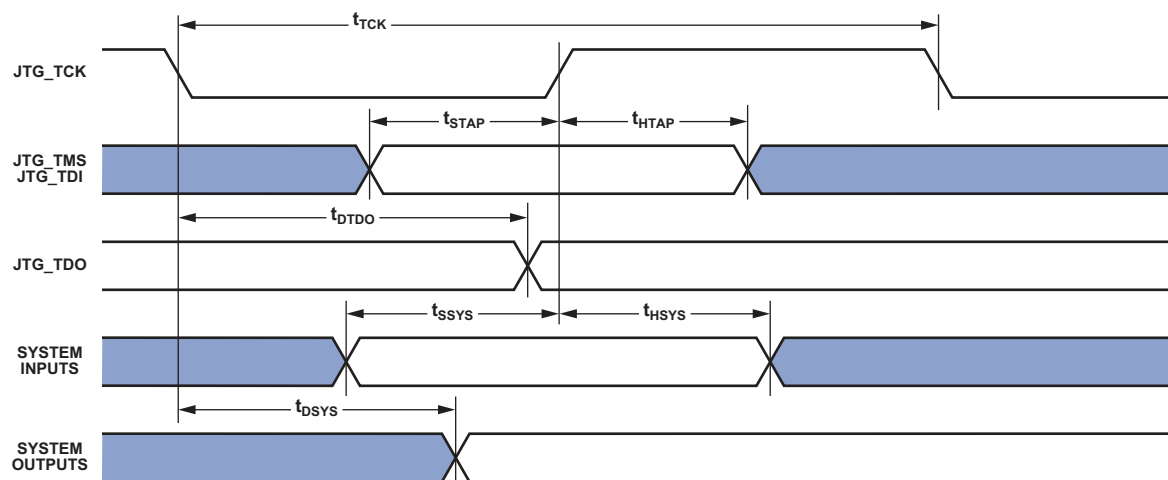 tTCK
JTG_TCK
tSTAP
tHTAP
JTG_TMS
JTG_TDI
tDTDO
JTG_TDO
tSSYS
tHSYS
SYSTEM
INPUTS
tDSYS
SYSTEM
OUTPUTS